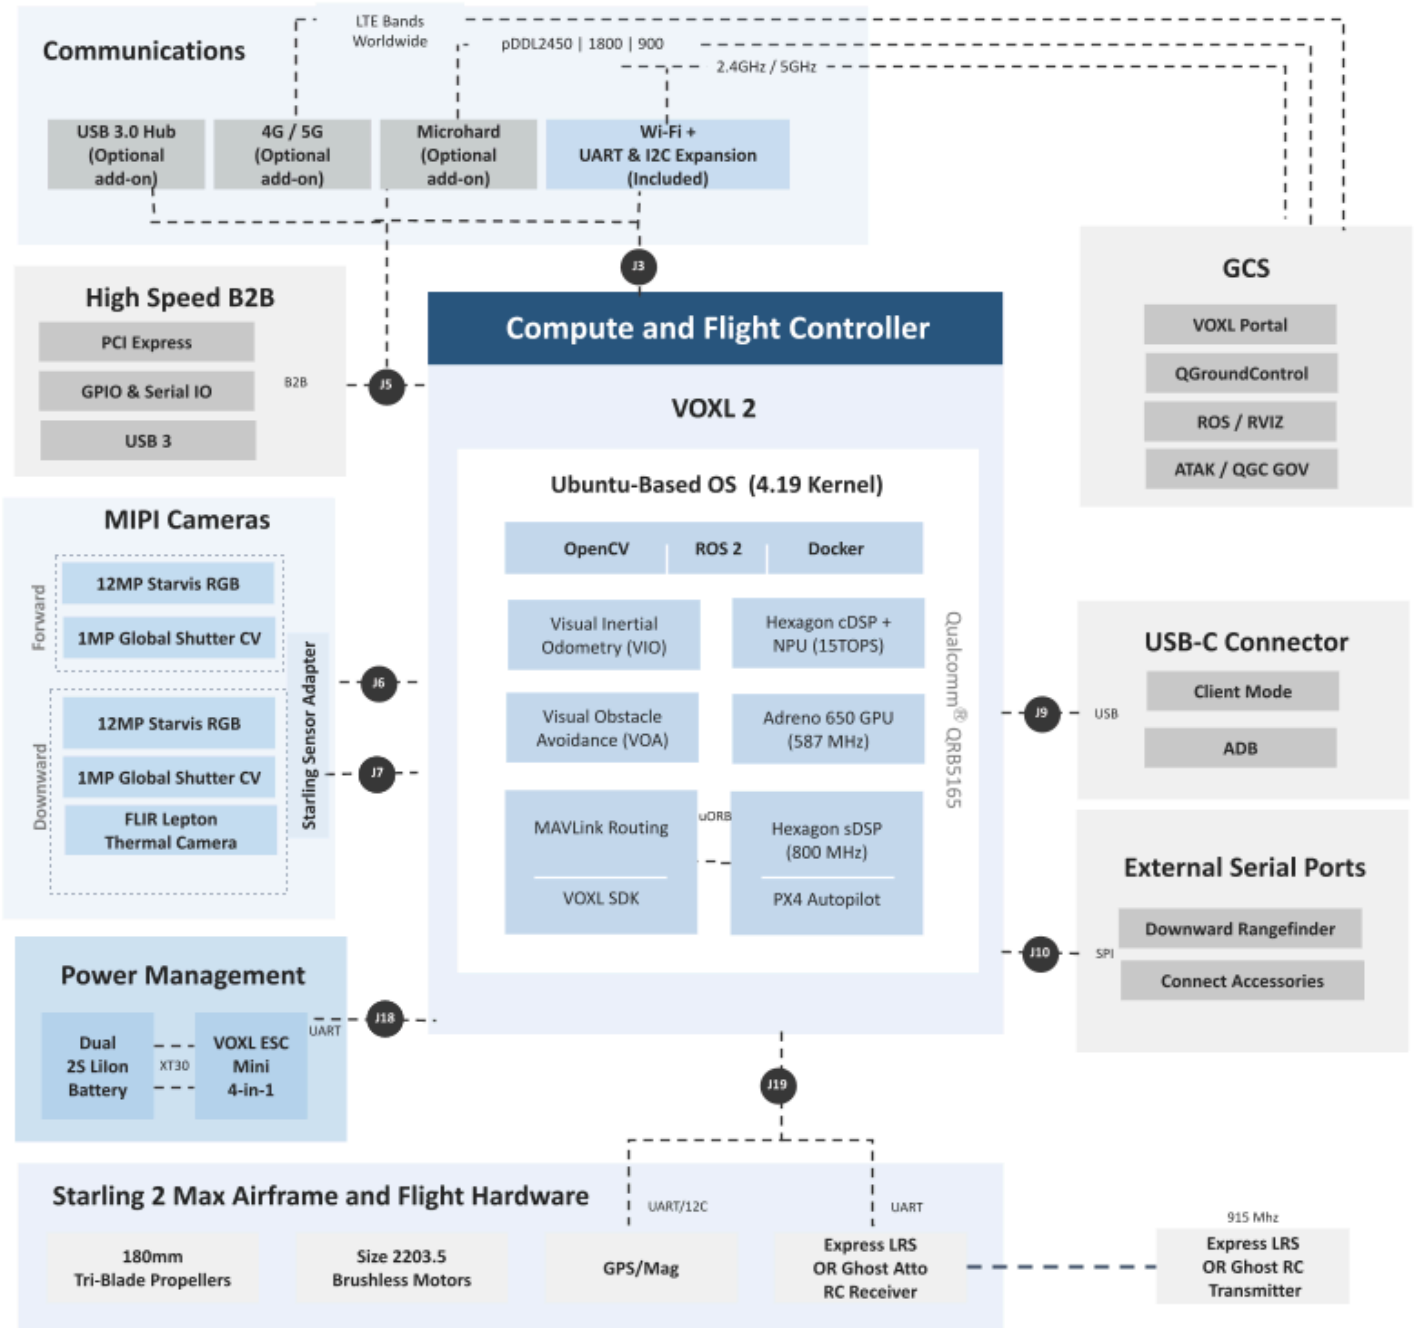 Communications
LTE Bands
Worldwide
pDDL2450 | 1800 | 900
2.4GHz / 5GHz
USB 3.0 Hub
(Optional
add-on)
4G / 5G
(Optional
add-on)
Microhard
(Optional
add-on)
Wi-Fi +
UART & I2C Expansion
(Included)
J3
High Speed B2B
PCI Express
GPIO & Serial IO
USB 3
B2B
J5
Compute and Flight Controller
VOXL 2
Ubuntu-Based OS (4.19 Kernel)
OpenCV
ROS 2
Docker
Visual Inertial
Odometry (VIO)
Hexagon cDSP +
NPU (15TOPS)
Visual Obstacle
Avoidance (VOA)
Adreno 650 GPU
(587 MHz)
MAVLink Routing
VOXL SDK
uORB
Hexagon sDSP
(800 MHz)
PX4 Autopilot
Qualcomm® QRB5165
GCS
VOXL Portal
QGroundControl
ROS / RVIZ
ATAK / QGC GOV
MIPI Cameras
Forward
12MP Starvis RGB
1MP Global Shutter CV
Downward
12MP Starvis RGB
1MP Global Shutter CV
FLIR Lepton
Thermal Camera
Starling Sensor Adapter
J6
J7
USB-C Connector
Client Mode
ADB
J9
USB
External Serial Ports
Downward Rangefinder
Connect Accessories
J10
SPI
Power Management
Dual
2S LiIon
Battery
XT30
VOXL ESC
Mini
4-in-1
UART
J18
J19
Starling 2 Max Airframe and Flight Hardware
UART/12C
UART
180mm
Tri-Blade Propellers
Size 2203.5
Brushless Motors
GPS/Mag
Express LRS
OR Ghost Atto
RC Receiver
915 Mhz
Express LRS
OR Ghost RC
Transmitter